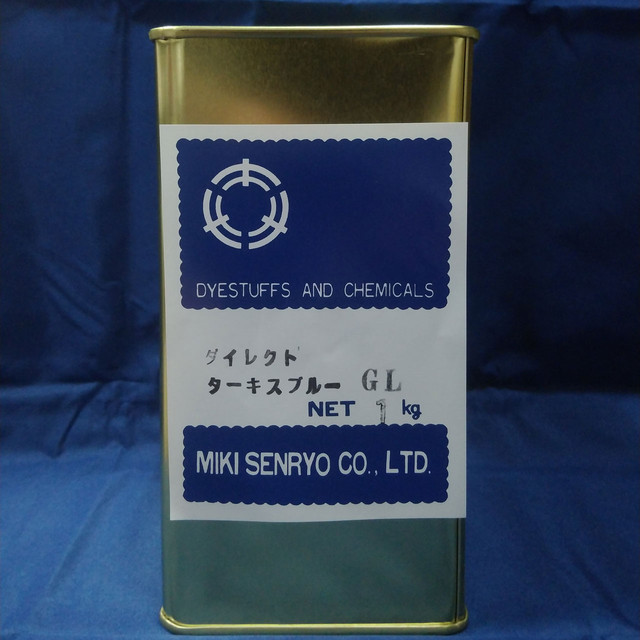 DYESTUFFS AND CHEMICALS
ダイレクト
ターキスブルー GL
NET 1 kg
MIKI SENRYO CO., LTD.